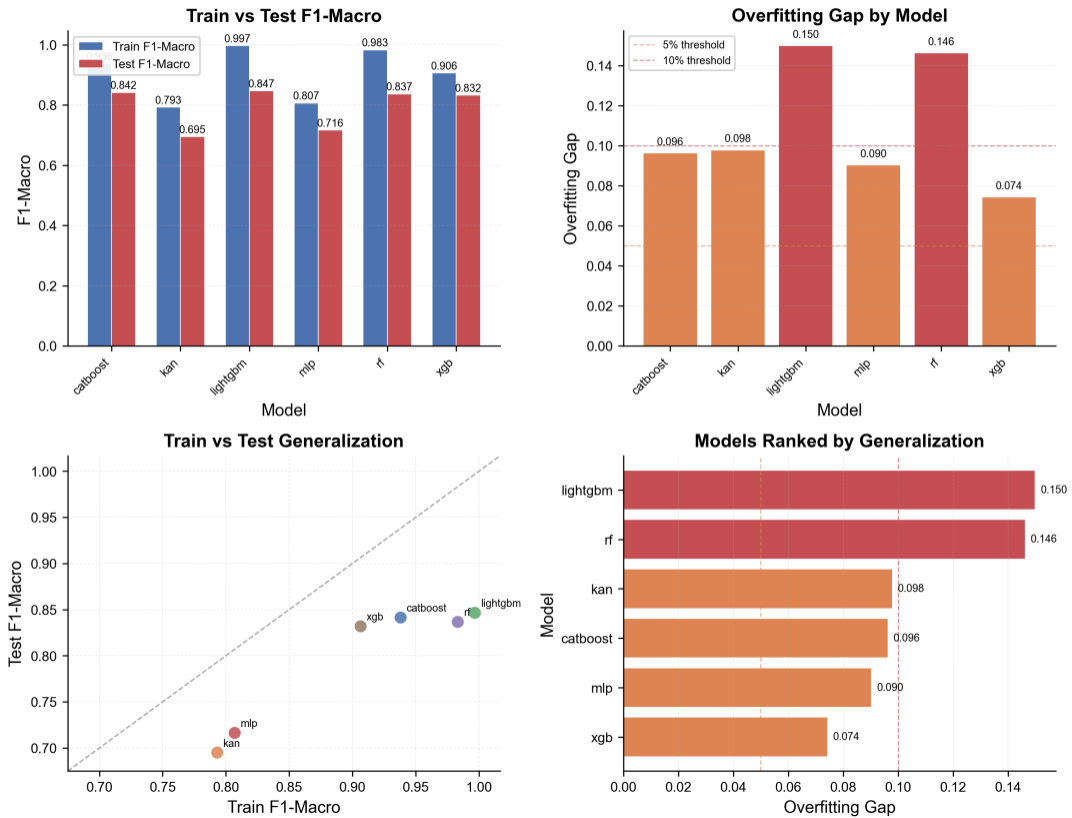 Train vs Test F1-Macro
Train F1-Macro
Test F1-Macro
1.0
0.8
0.6
0.4
0.2
0.0
F1-Macro
0.842
0.793
0.695
0.997
0.847
0.807
0.716
0.983
0.837
0.906
0.832
catboost
kan
lightgbm
mlp
rf
xgb
Model
Overfitting Gap by Model
5% threshold
10% threshold
0.14
0.12
0.10
0.08
0.06
0.04
0.02
0.00
Overfitting Gap
0.096
0.098
0.150
0.090
0.146
0.074
catboost
kan
lightgbm
mlp
rf
xgb
Model
Train vs Test Generalization
1.00
0.95
0.90
0.85
0.80
0.75
0.70
Test F1-Macro
xgb
catboost
rf
lightgbm
mlp
kan
0.70
0.75
0.80
0.85
0.90
0.95
1.00
Train F1-Macro
Models Ranked by Generalization
Model
lightgbm
0.150
rf
0.146
kan
0.098
catboost
0.096
mlp
0.090
xgb
0.074
0.00
0.02
0.04
0.06
0.08
0.10
0.12
0.14
Overfitting Gap